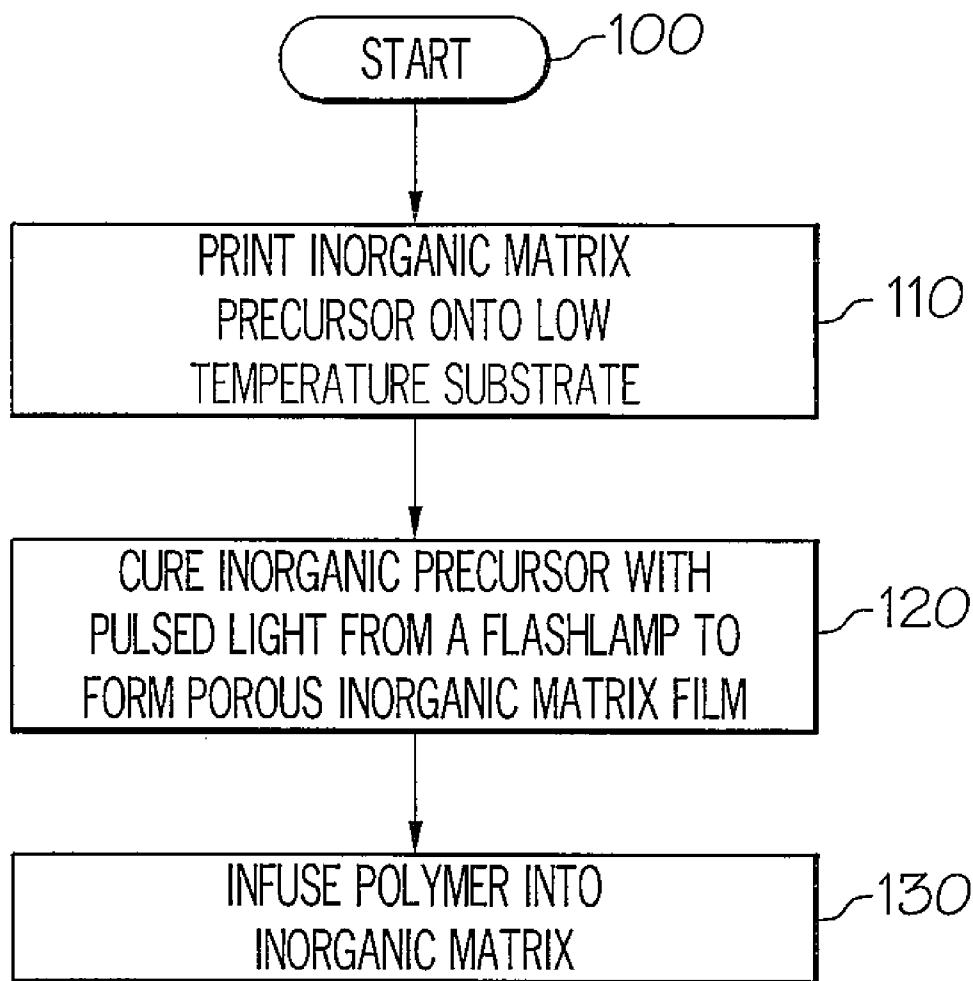 START
100
PRINT INORGANIC MATRIX
PRECURSOR ONTO LOW
TEMPERATURE SUBSTRATE
110
CURE INORGANIC PRECURSOR WITH
PULSED LIGHT FROM A FLASHLAMP TO
FORM POROUS INORGANIC MATRIX FILM
120
INFUSE POLYMER INTO
INORGANIC MATRIX
130